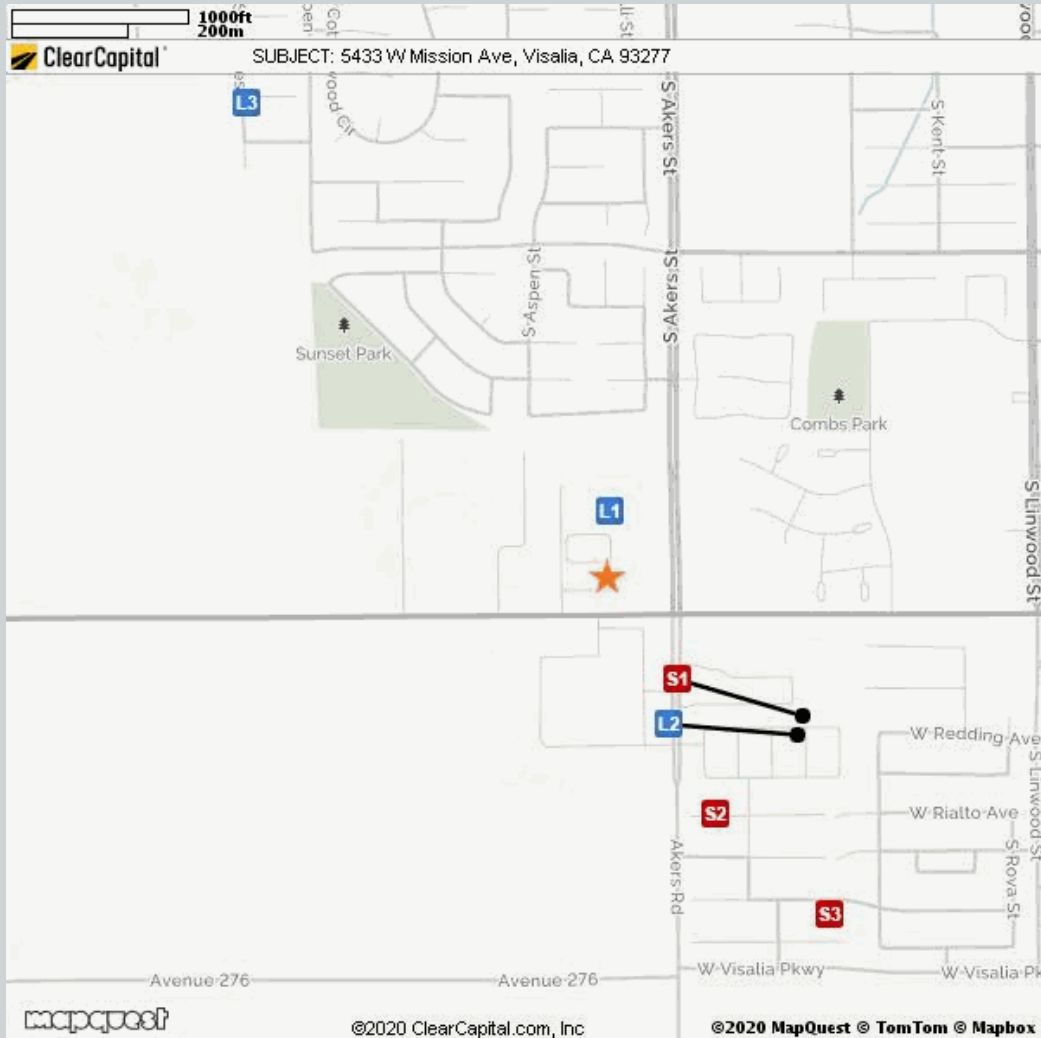 1000ft
200m
ClearCapital
SUBJECT: 5433 W Mission Ave, Visalia, CA 93277
L3
S Akers St
S Kent St
S Aspen St
S Akers St
Sunset Park
Combs Park
S Linwood St
L1
S1
L2
W Redding Ave
S Linwood St
S2
W Rialto Ave
Akers Rd
S Rova St
S3
W Visalia Pkwy
W Visalia Pk
Avenue 276
Avenue 276
mapquest
©2020 ClearCapital.com, Inc
©2020 MapQuest © TomTom © Mapbox